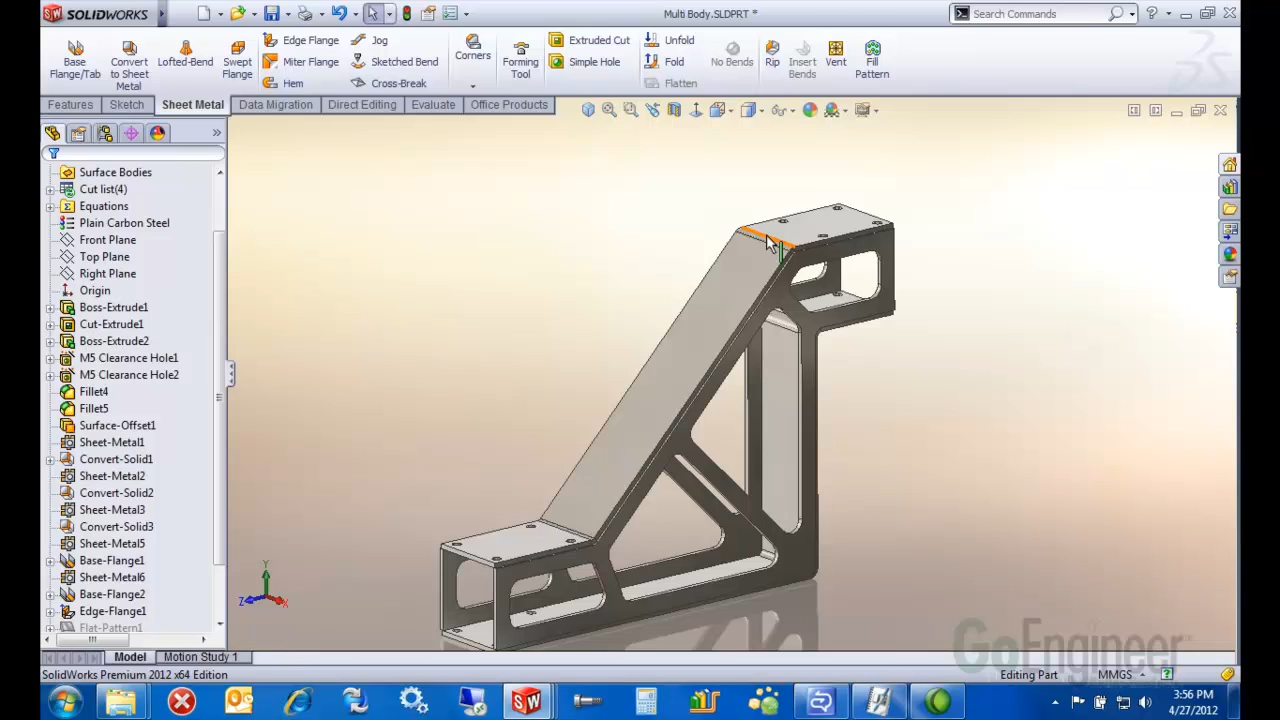 SOLIDWORKS
Multi Body.SLDPRT *
Search Commands
Base Flange/Tab
Convert to Sheet Metal
Lofted-Bend
Swept Flange
Edge Flange
Miter Flange
Hem
Jog
Sketched Bend
Cross-Break
Corners
Forming Tool
Extruded Cut
Simple Hole
Unfold
Fold
Flatten
No Bends
Rip
Insert Bends
Vent
Fill Pattern
Features
Sketch
Sheet Metal
Data Migration
Direct Editing
Evaluate
Office Products
Surface Bodies
Cut list(4)
Equations
Plain Carbon Steel
Front Plane
Top Plane
Right Plane
Origin
Boss-Extrude1
Cut-Extrude1
Boss-Extrude2
M5 Clearance Hole1
M5 Clearance Hole2
Fillet4
Fillet5
Surface-Offset1
Sheet-Metal1
Convert-Solid1
Sheet-Metal2
Convert-Solid2
Sheet-Metal3
Convert-Solid3
Sheet-Metal5
Base-Flange1
Sheet-Metal6
Base-Flange2
Edge-Flange1
Flat-Pattern1
Y
Z
X
GoEngineer
Model
Motion Study 1
SolidWorks Premium 2012 x64 Edition
Editing Part
MMGS
3:56 PM
4/27/2012